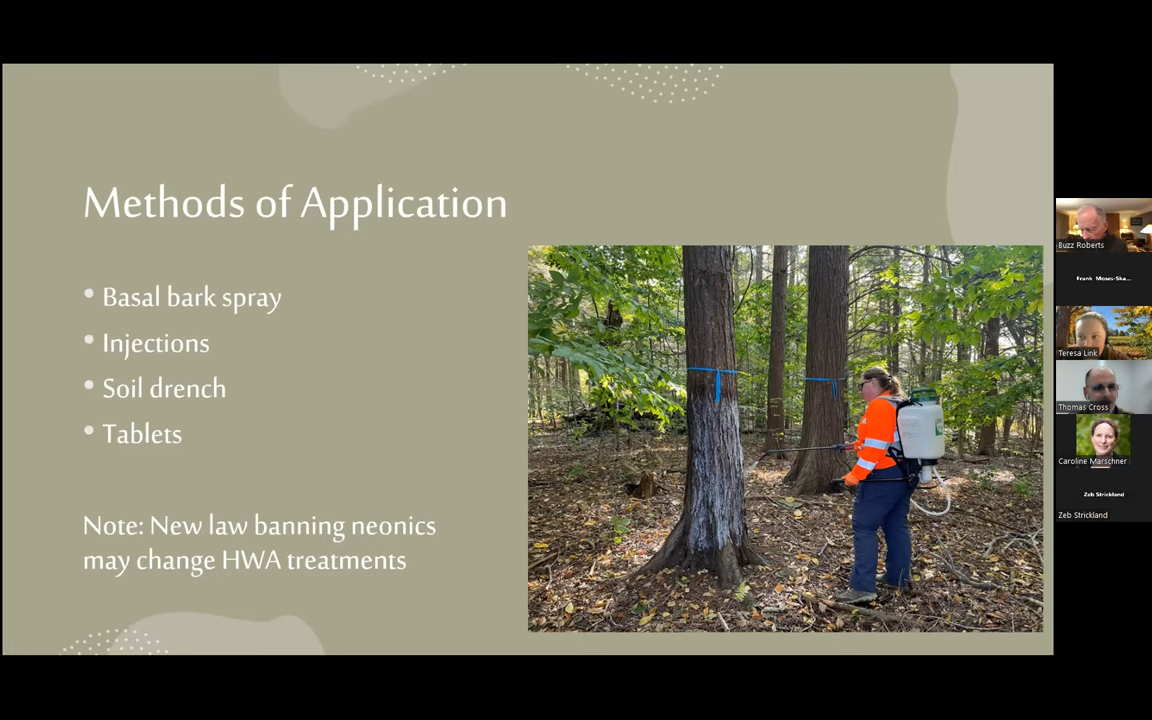 Methods of Application
• Basal bark spray
• Injections
• Soil drench
• Tablets
Note: New law banning neonics
may change HWA treatments
Buzz Roberts
Frank Moses-Ska...
Teresa Link
Thomas Cross
Caroline Marschner
Zeb Strickland
Zeb Strickland